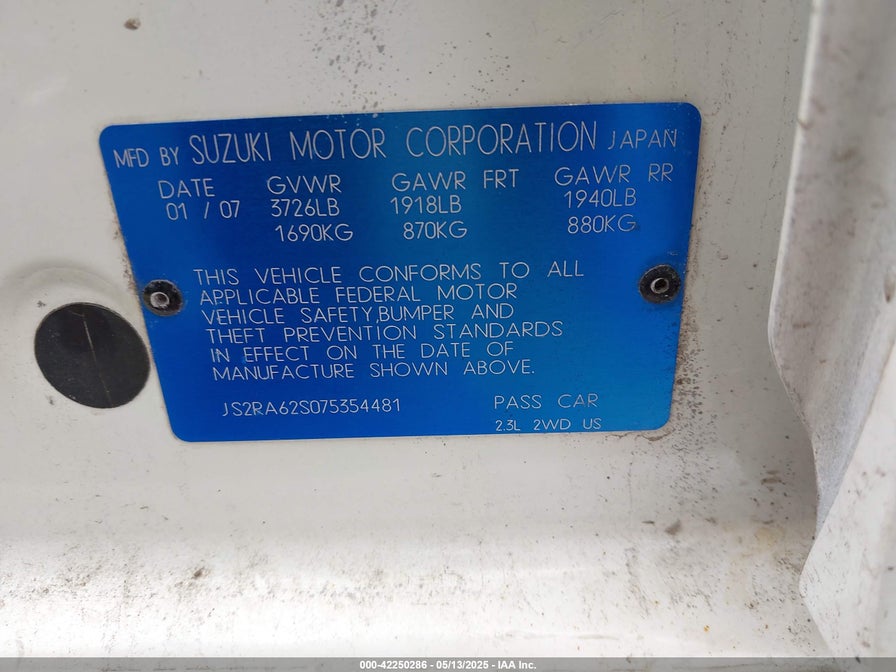 MFD BY SUZUKI MOTOR CORPORATION JAPAN
DATE GVWR GAWR FRT GAWR RR
01 / 07 3726LB 1918LB 1940LB
1690KG 870KG 880KG
THIS VEHICLE CONFORMS TO ALL
APPLICABLE FEDERAL MOTOR
VEHICLE SAFETY,BUMPER AND
THEFT PREVENTION STANDARDS
IN EFFECT ON THE DATE OF
MANUFACTURE SHOWN ABOVE.
JS2RA62S075354481 PASS CAR
2.3L 2WD US
000-42250286 - 05/13/2025 - IAA Inc.